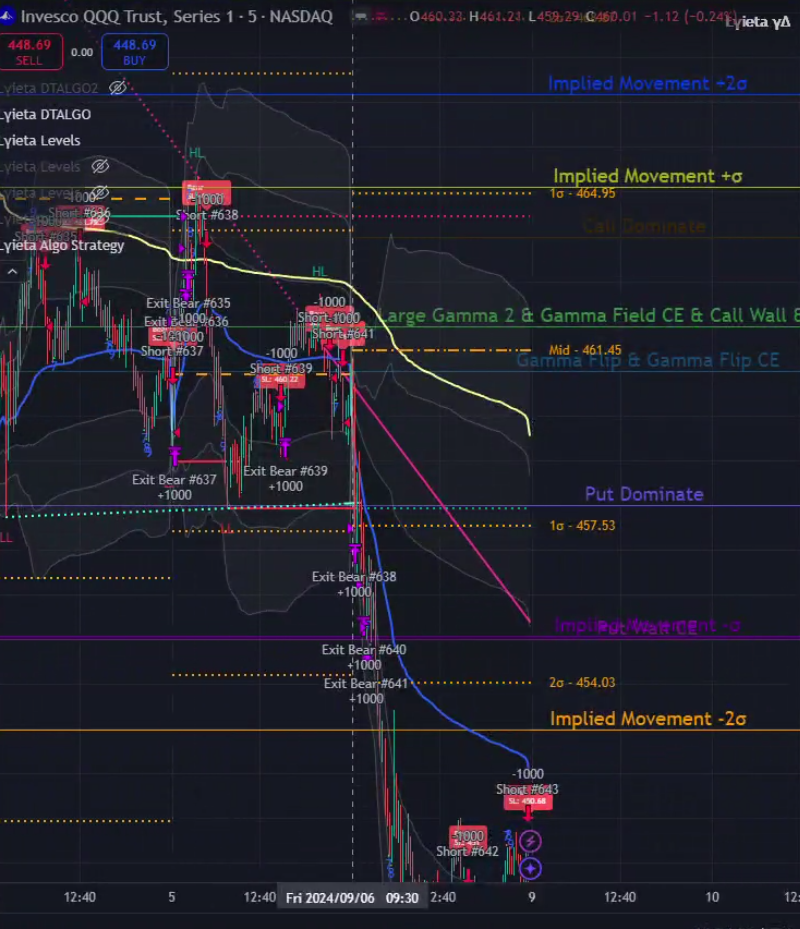 Invesco QQQ Trust, Series 1 · 5 · NASDAQ
O460.33 H461.21 L459.29 C460.01 −1.12 (−0.24%)
Lyieta γΔ
448.69
SELL
0.00
448.69
BUY
Implied Movement +2σ
Lyieta DTALGO2
Lyieta DTALGO
Lyieta Levels
HL
Lyieta Levels
Implied Movement +σ
1σ - 464.95
Lyieta Levels
-1000
-1000
Short #636
Short #638
Call Dominate
Lyieta Algo Strategy
HL
Exit Bear #635
-1000
Large Gamma 2 & Gamma Field CE & Call Wall &
Exit Bear #636
+1000
Short-1000
Short #641
Short #637
-1000
Mid - 461.45
Gamma Flip & Gamma Flip CE
Short #639
SL: 460.22
Exit Bear #639
+1000
Exit Bear #637
+1000
Put Dominate
1σ - 457.53
LL
LL
Exit Bear #638
+1000
Implied Movement -σ
Put Wall CE
Exit Bear #640
+1000
Exit Bear #641
+1000
2σ - 454.03
Implied Movement -2σ
-1000
Short #643
SL: 450.68
-1000
Short #642
12:40
5
12:40
Fri 2024/09/06 09:30
2:40
9
12:40
10
12: